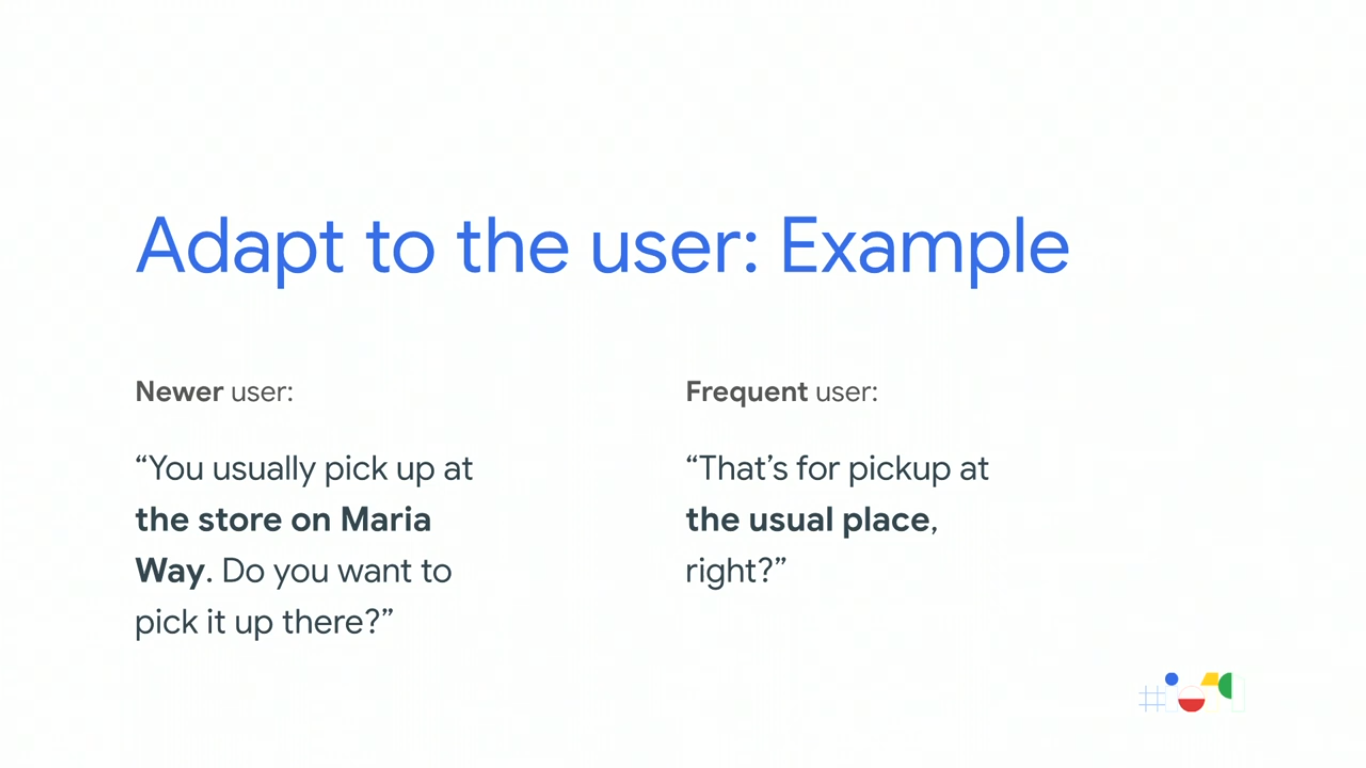 Adapt to the user: Example
Newer user:
“You usually pick up at
the store on Maria
Way. Do you want to
pick it up there?”
Frequent user:
“That’s for pickup at
the usual place,
right?”